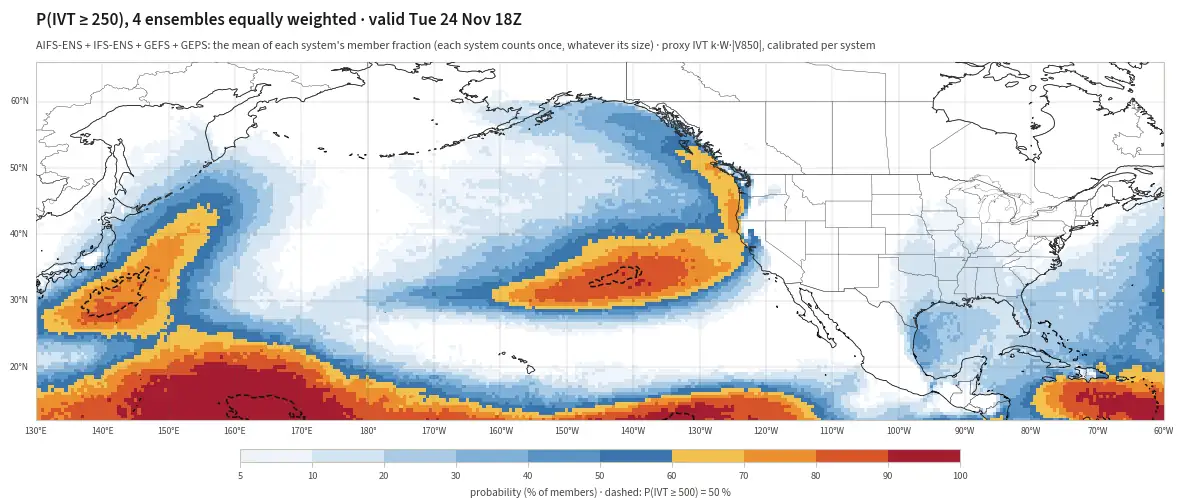 P(IVT ≥ 250), 4 ensembles equally weighted · valid Tue 24 Nov 18Z
AIFS-ENS + IFS-ENS + GEFS + GEPS: the mean of each system's member fraction (each system counts once, whatever its size) · proxy IVT k·W·|V850|, calibrated per system
60°N
50°N
40°N
30°N
20°N
130°E 140°E 150°E 160°E 170°E 180° 170°W 160°W 150°W 140°W 130°W 120°W 110°W 100°W 90°W 80°W 70°W 60°W
5 10 20 30 40 50 60 70 80 90 100
probability (% of members) · dashed: P(IVT ≥ 500) = 50 %